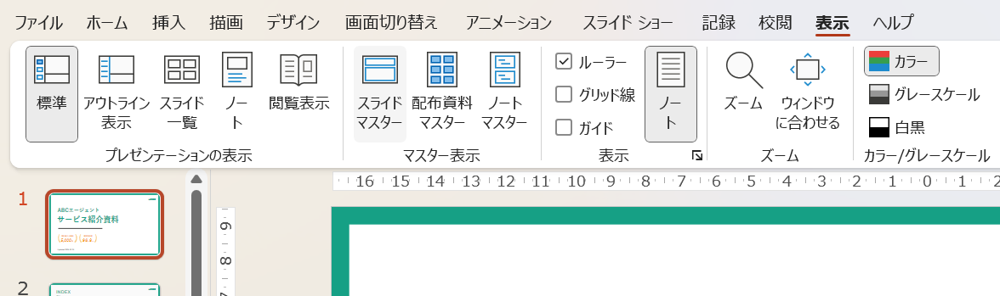 ファイル ホーム 挿入 描画 デザイン 画面切り替え アニメーション スライド ショー 記録 校閲 表示 ヘルプ
標準
アウトライン
表示
スライド
一覧
ノー
ト
閲覧表示
プレゼンテーションの表示
スライド
マスター
配布資料
マスター
ノート
マスター
マスター表示
ルーラー
グリッド線
ガイド
ノー
ト
表示
ズーム
ウィンドウ
に合わせる
ズーム
カラー
グレースケール
白黒
カラー/グレースケール
16 15 14 13 12 11 10 9 8 7 6 5 4 3 2 1 0 1 2
1
ABCエージェント
サービス紹介資料
2
INDEX
9
8